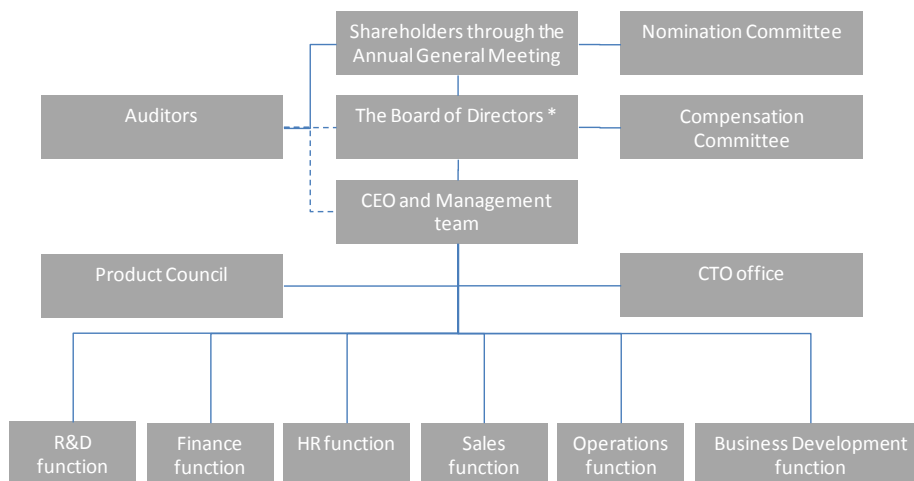 Shareholders through the
Annual General Meeting
Nomination Committee
Auditors
The Board of Directors *
Compensation
Committee
CEO and Management
team
Product Council
CTO office
R&D
function
Finance
function
HR function
Sales
function
Operations
function
Business Development
function